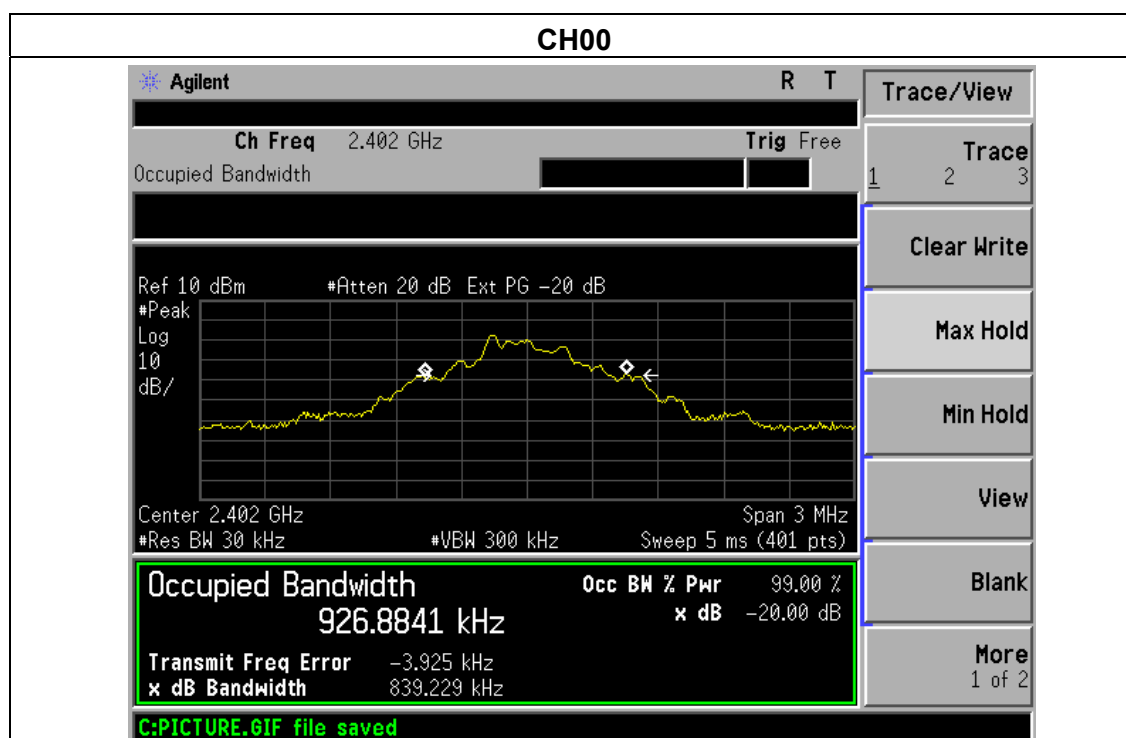 CH00
Agilent R T
Ch Freq 2.402 GHz Trig Free
Occupied Bandwidth
Ref 10 dBm #Atten 20 dB Ext PG -20 dB
#Peak
Log
10
dB/
Center 2.402 GHz Span 3 MHz
#Res BW 30 kHz #VBW 300 kHz Sweep 5 ms (401 pts)
Occupied Bandwidth Occ BW % Pwr 99.00 %
926.8841 kHz x dB -20.00 dB
Transmit Freq Error -3.925 kHz
x dB Bandwidth 839.229 kHz
C:PICTURE.GIF file saved
Trace/View
Trace
1 2 3
Clear Write
Max Hold
Min Hold
View
Blank
More
1 of 2